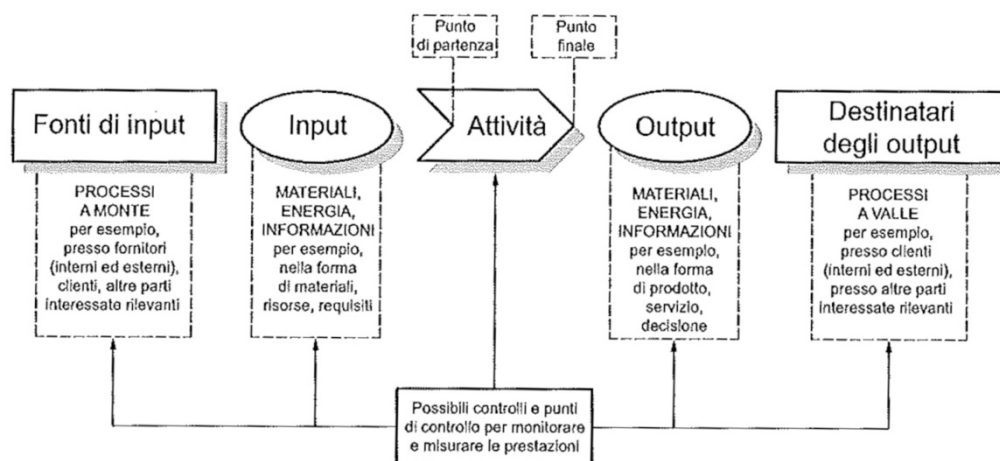 Punto
di partenza
Punto
finale
Fonti di input
Input
Attività
Output
Destinatari
degli output
PROCESSI
A MONTE
per esempio,
presso fornitori
(interni ed esterni),
clienti, altre parti
interessate rilevanti
MATERIALI,
ENERGIA,
INFORMAZIONI
per esempio,
nella forma
di materiali,
risorse, requisiti
MATERIALI,
ENERGIA,
INFORMAZIONI
per esempio,
nella forma
di prodotto,
servizio,
decisione
PROCESSI
A VALLE
per esempio,
presso clienti
(interni ed esterni),
presso altre parti
interessate rilevanti
Possibili controlli e punti
di controllo per monitorare
e misurare le prestazioni